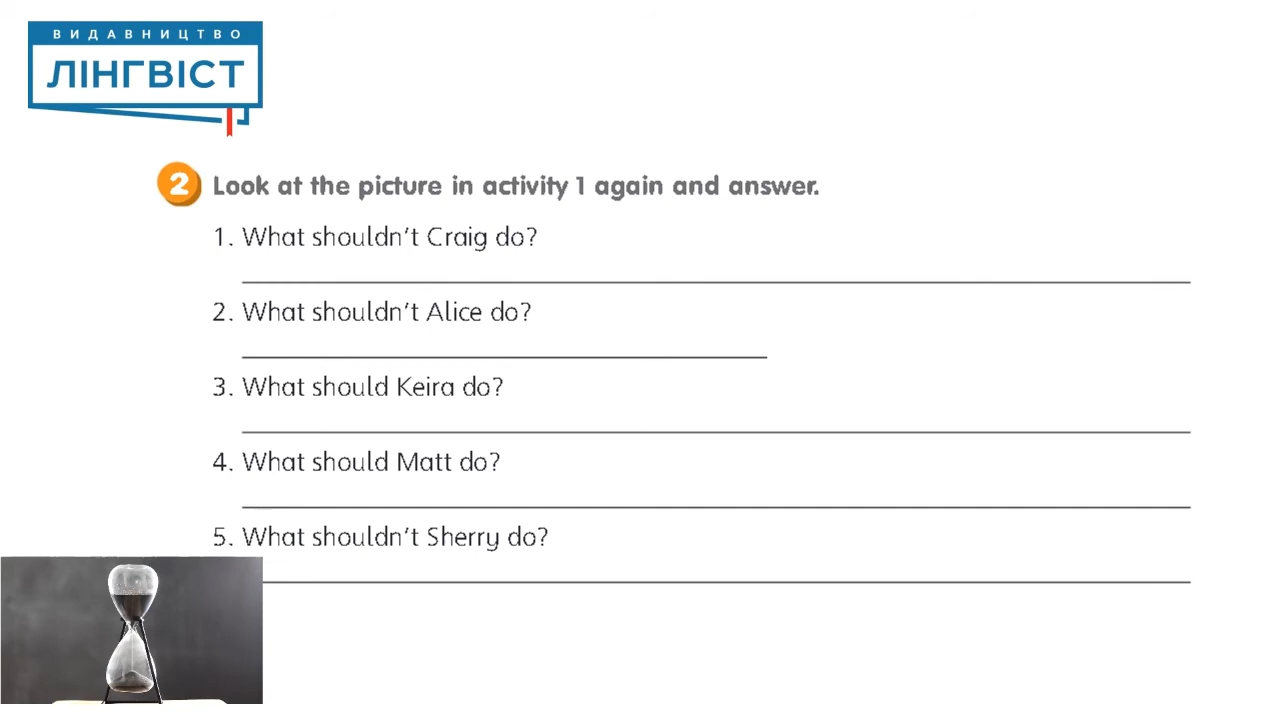 ВИДАВНИЦТВО
ЛІНГВІСТ
2 Look at the picture in activity 1 again and answer.
1. What shouldn't Craig do?
2. What shouldn't Alice do?
3. What should Keira do?
4. What should Matt do?
5. What shouldn't Sherry do?